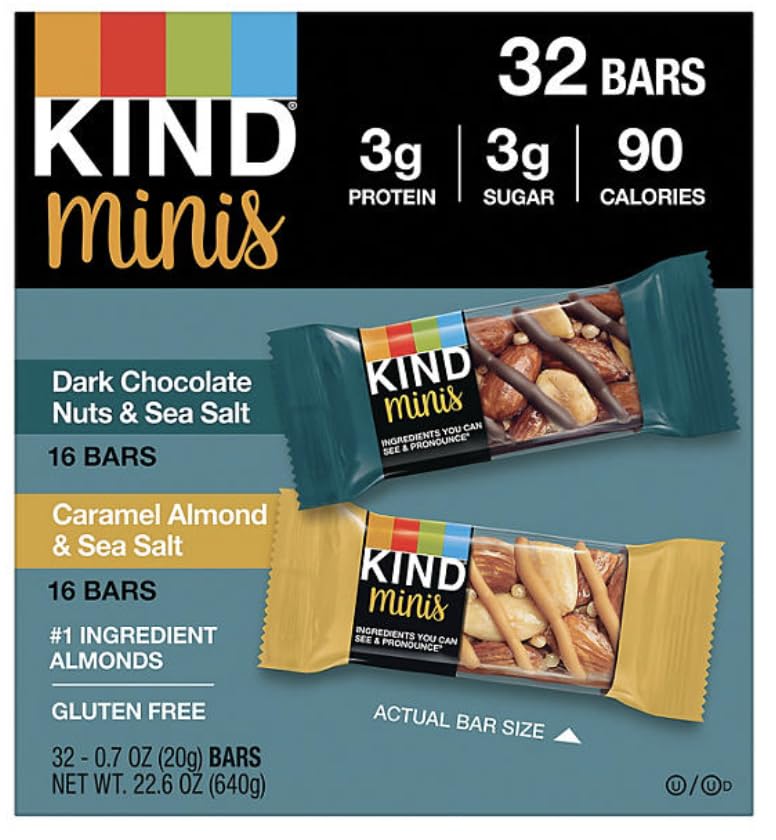 KIND®
minis
32 BARS
3g
PROTEIN
3g
SUGAR
90
CALORIES
Dark Chocolate
Nuts & Sea Salt
16 BARS
KIND
minis
INGREDIENTS YOU CAN
SEE & PRONOUNCE®
Caramel Almond
& Sea Salt
16 BARS
KIND
minis
INGREDIENTS YOU CAN
SEE & PRONOUNCE®
#1 INGREDIENT
ALMONDS
GLUTEN FREE
ACTUAL BAR SIZE
32 - 0.7 OZ (20g) BARS
NET WT. 22.6 OZ (640g)
Ⓤ/ⓊD